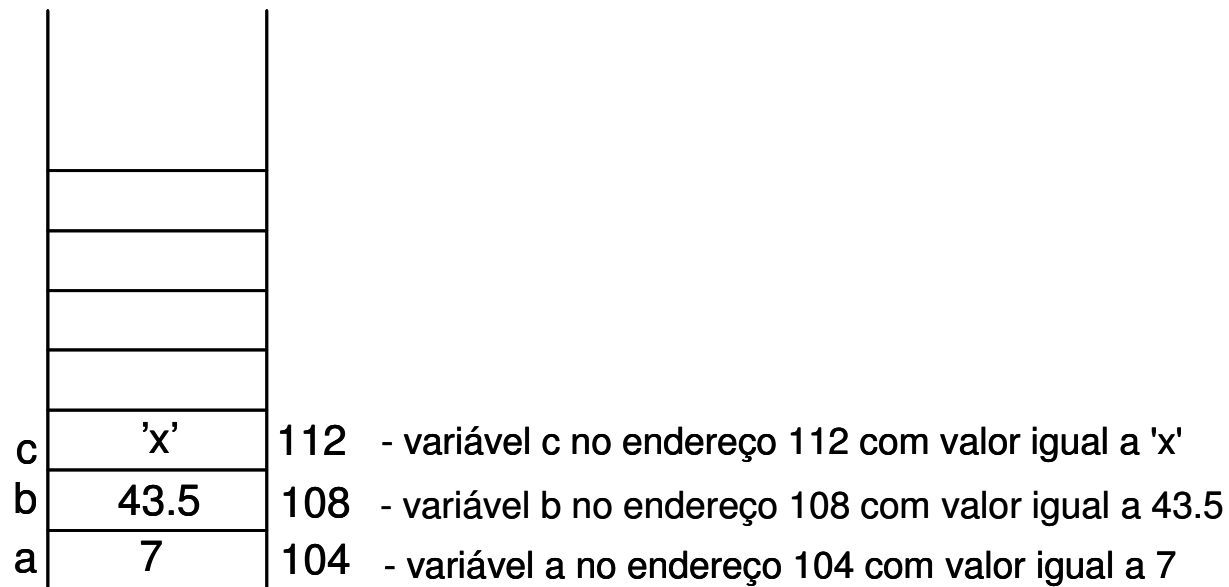 c 'x' 112 - variável c no endereço 112 com valor igual a 'x'
b 43.5 108 - variável b no endereço 108 com valor igual a 43.5
a 7 104 - variável a no endereço 104 com valor igual a 7